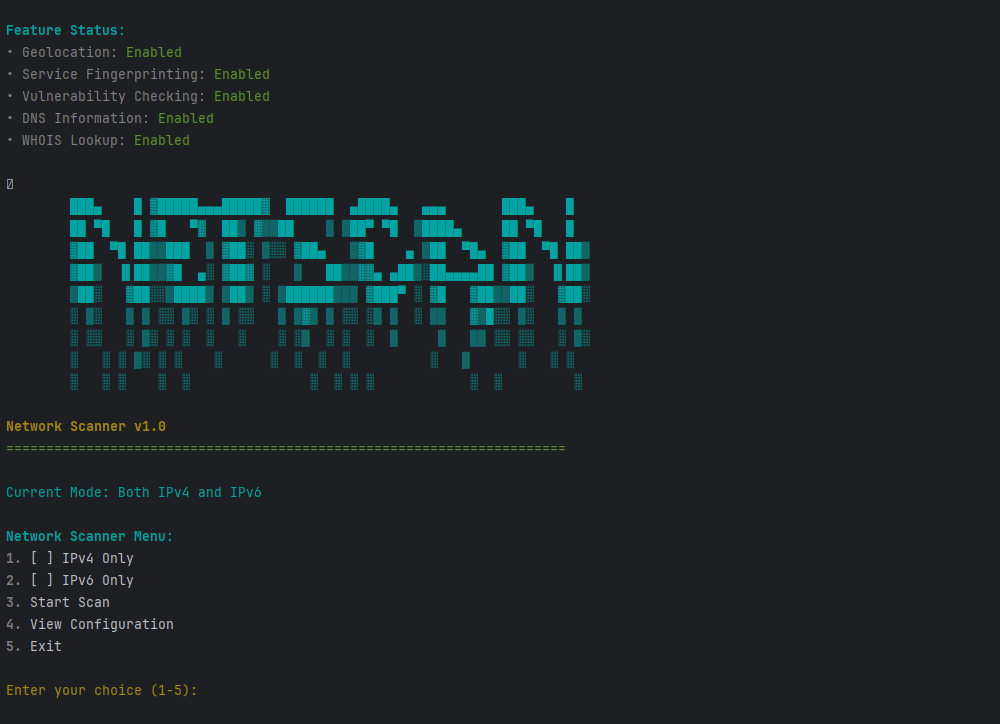 Feature Status:
• Geolocation: Enabled
• Service Fingerprinting: Enabled
• Vulnerability Checking: Enabled
• DNS Information: Enabled
• WHOIS Lookup: Enabled
NETSCAN
Network Scanner v1.0
======================================================================
Current Mode: Both IPv4 and IPv6
Network Scanner Menu:
1. [ ] IPv4 Only
2. [ ] IPv6 Only
3. Start Scan
4. View Configuration
5. Exit
Enter your choice (1-5):